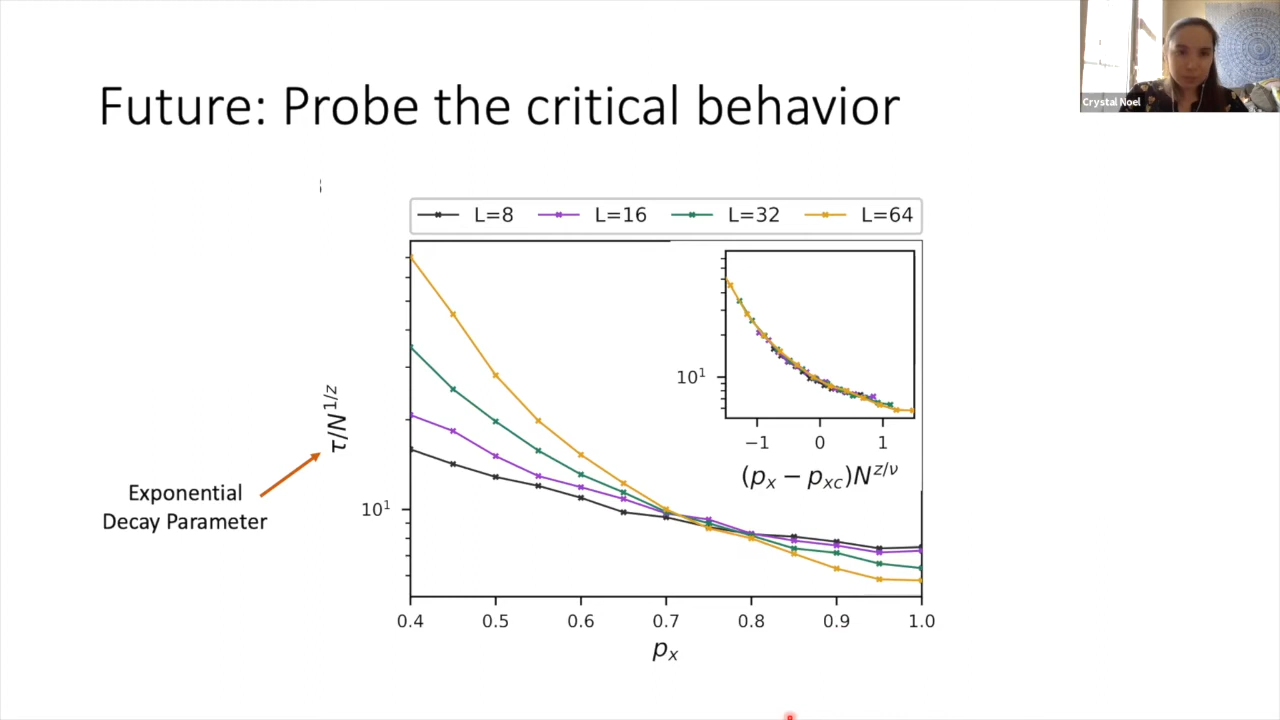 Crystal Noel
Future: Probe the critical behavior
L=8 L=16 L=32 L=64
τ/N^{1/z}
10^1
Exponential
Decay Parameter
0.4 0.5 0.6 0.7 0.8 0.9 1.0
p_x
10^1
−1 0 1
(p_x − p_{xc})N^{z/ν}